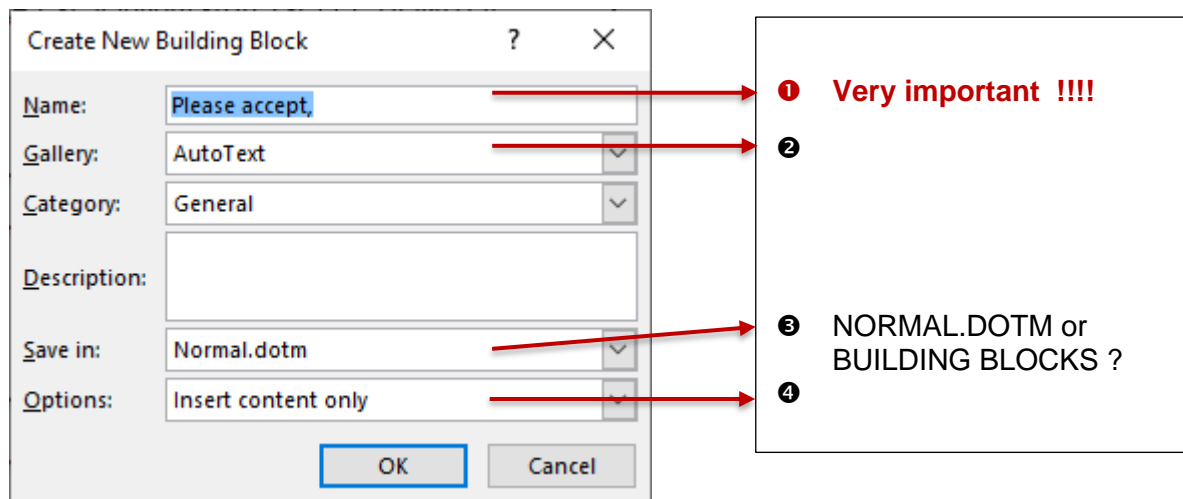 Create New Building Block ? ×
Name: Please accept,
Gallery: AutoText
Category: General
Description:
Save in: Normal.dotm
Options: Insert content only
OK Cancel
❶ Very important !!!!
❷
❸ NORMAL.DOTM or
BUILDING BLOCKS ?
❹